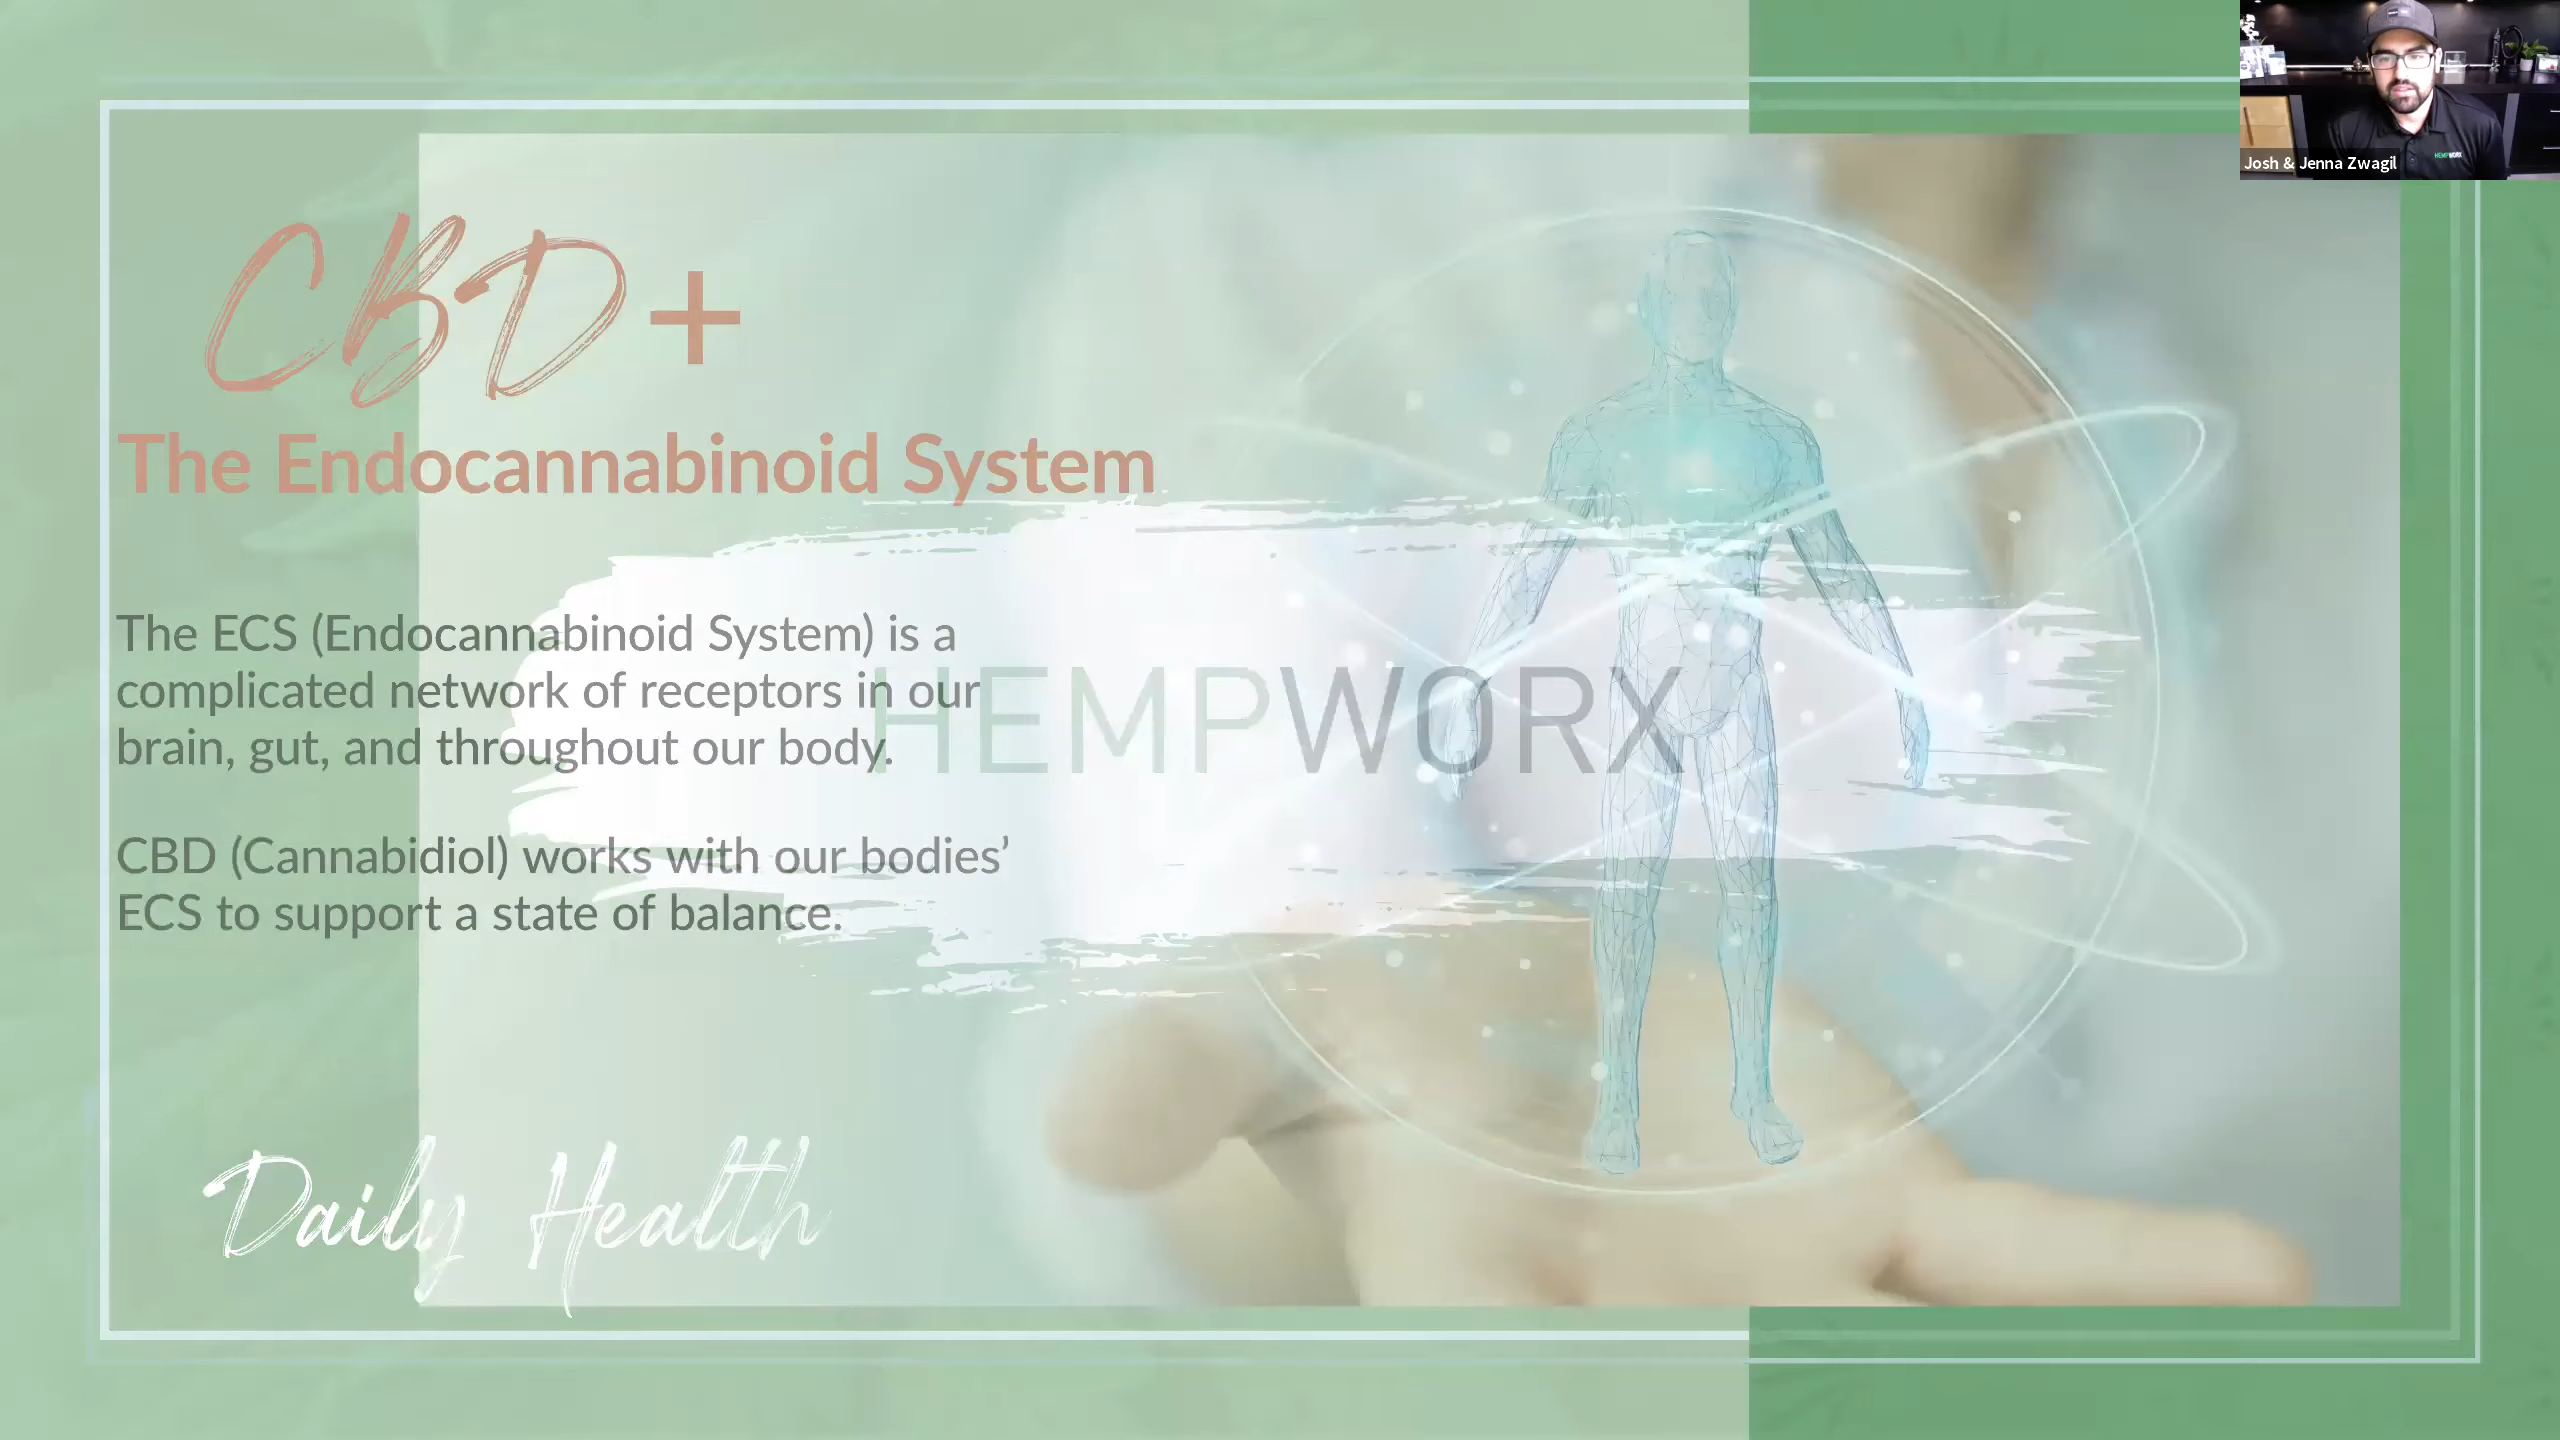 Josh & Jenna Zwagil
HEMPWORX
CBD +
The Endocannabinoid System
The ECS (Endocannabinoid System) is a
complicated network of receptors in our
brain, gut, and throughout our body.
HEMPWORX
CBD (Cannabidiol) works with our bodies’
ECS to support a state of balance.
Daily Health